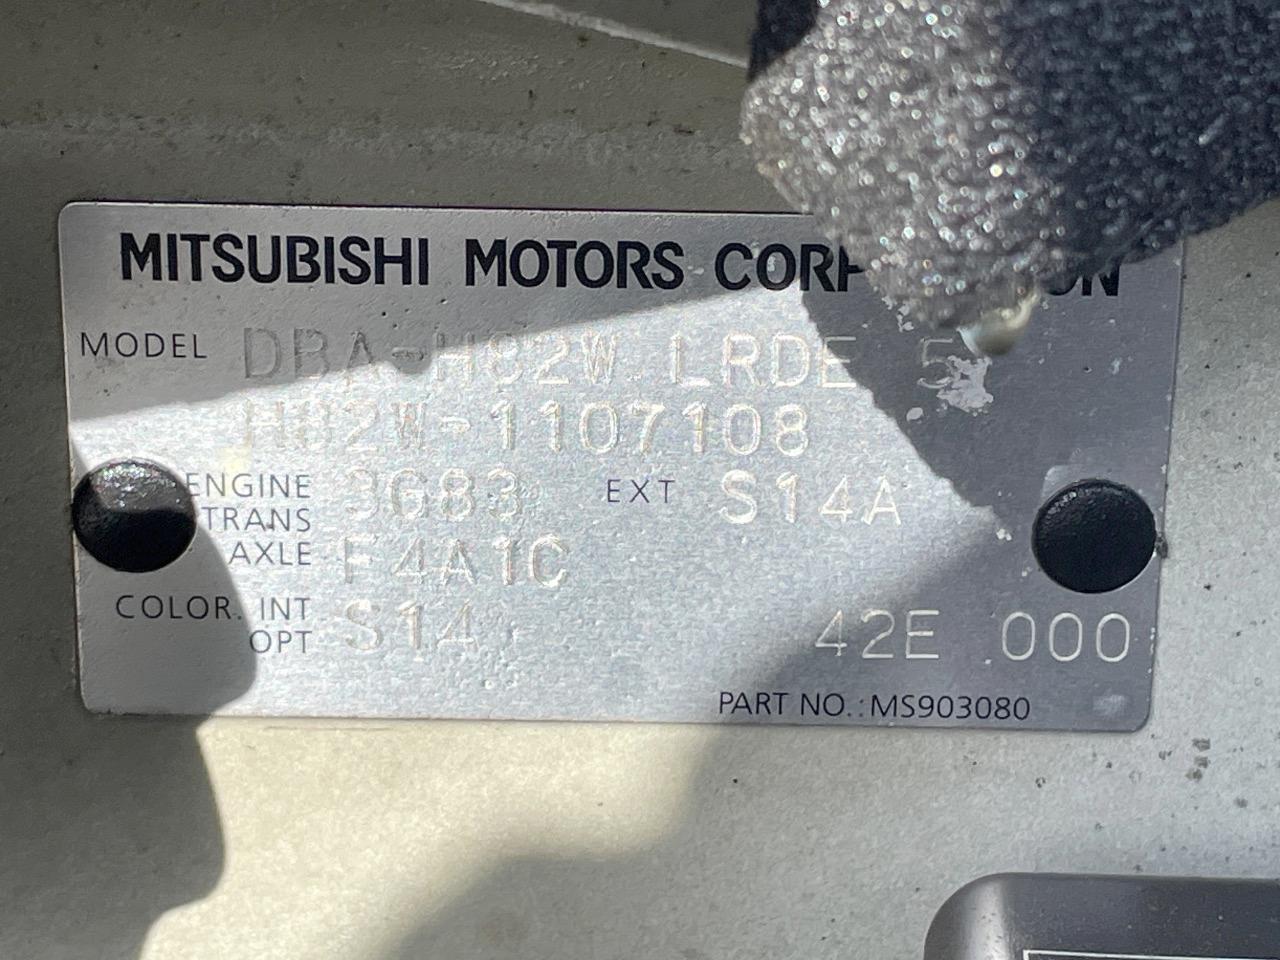 MITSUBISHI MOTORS CORP ON
MODEL DBA-H82W LRDE 5
H82W-1107108
ENGINE 3G83 EXT S14A
TRANS
AXLE F4A1C
COLOR. INT S14 42E 000
OPT
PART NO.:MS903080